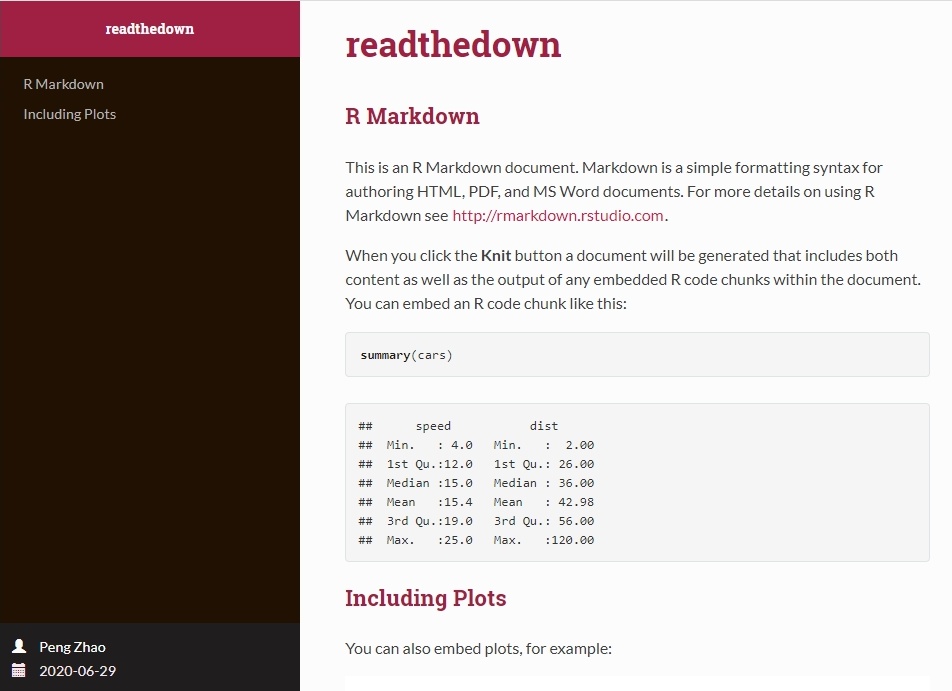 readthedown
R Markdown
Including Plots
Peng Zhao
2020-06-29
readthedown
R Markdown
This is an R Markdown document. Markdown is a simple formatting syntax for
authoring HTML, PDF, and MS Word documents. For more details on using R
Markdown see http://rmarkdown.rstudio.com.
When you click the Knit button a document will be generated that includes both
content as well as the output of any embedded R code chunks within the document.
You can embed an R code chunk like this:
summary(cars)
##      speed           dist
##  Min.   : 4.0   Min.   :  2.00
##  1st Qu.:12.0   1st Qu.: 26.00
##  Median :15.0   Median : 36.00
##  Mean   :15.4   Mean   : 42.98
##  3rd Qu.:19.0   3rd Qu.: 56.00
##  Max.   :25.0   Max.   :120.00
Including Plots
You can also embed plots, for example: